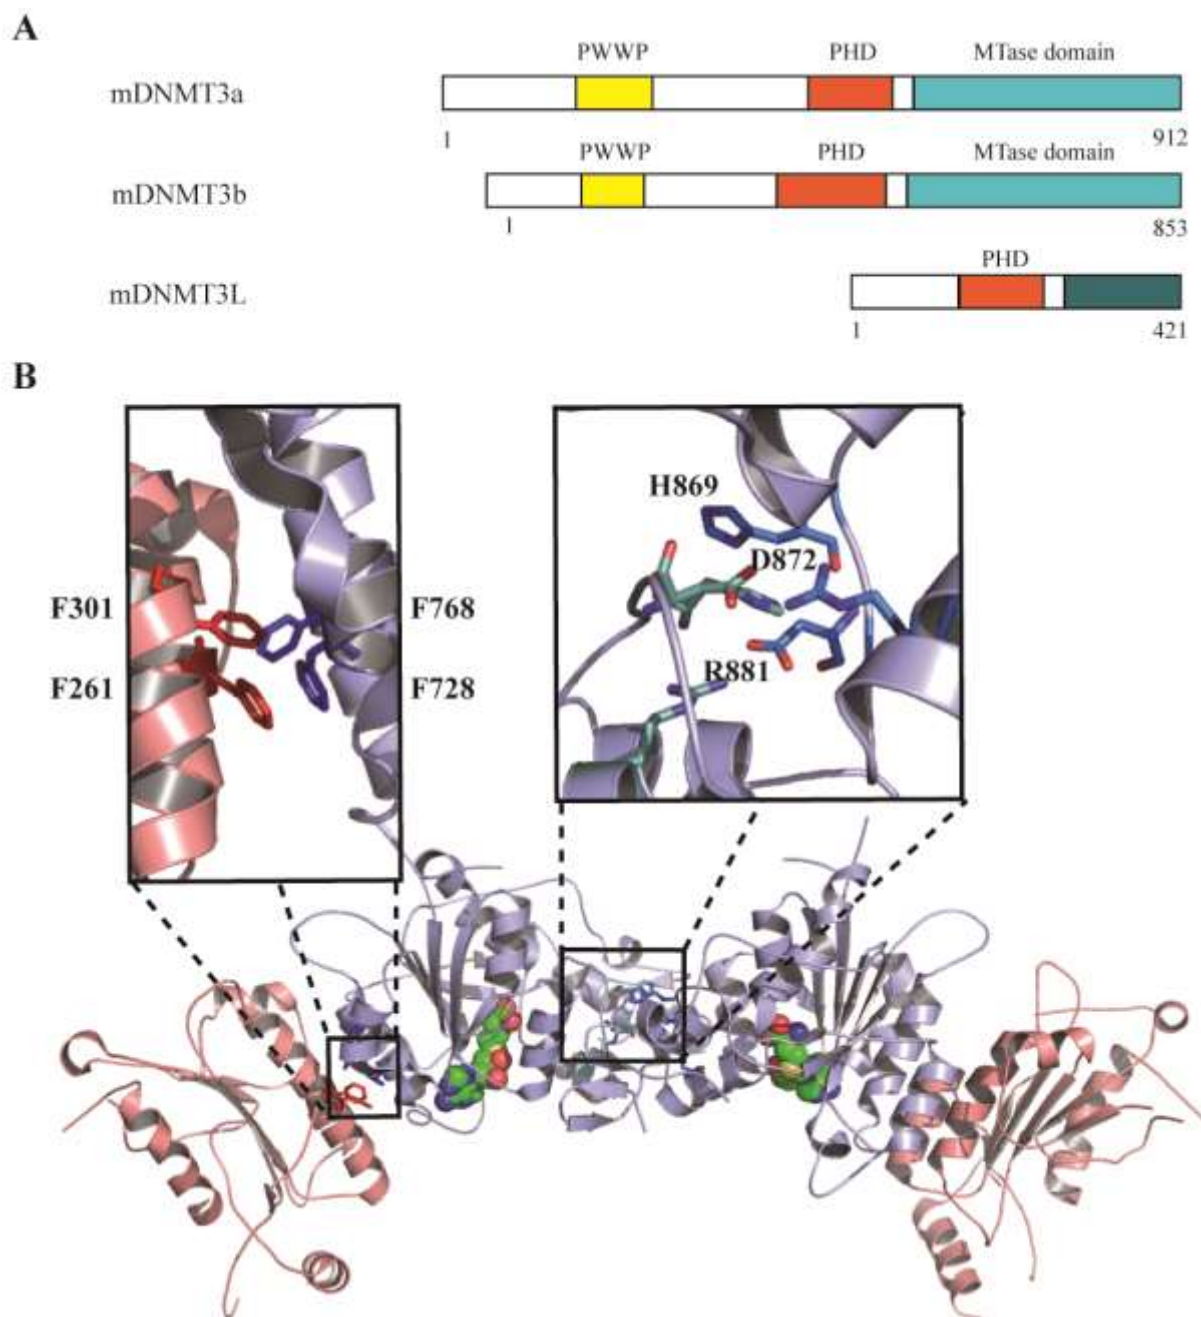 A
PWWP PHD MTase domain
mDNMT3a
1 912
PWWP PHD MTase domain
mDNMT3b
1 853
PHD
mDNMT3L
1 421
B
H869
D872
F301 F768
R881
F261 F728